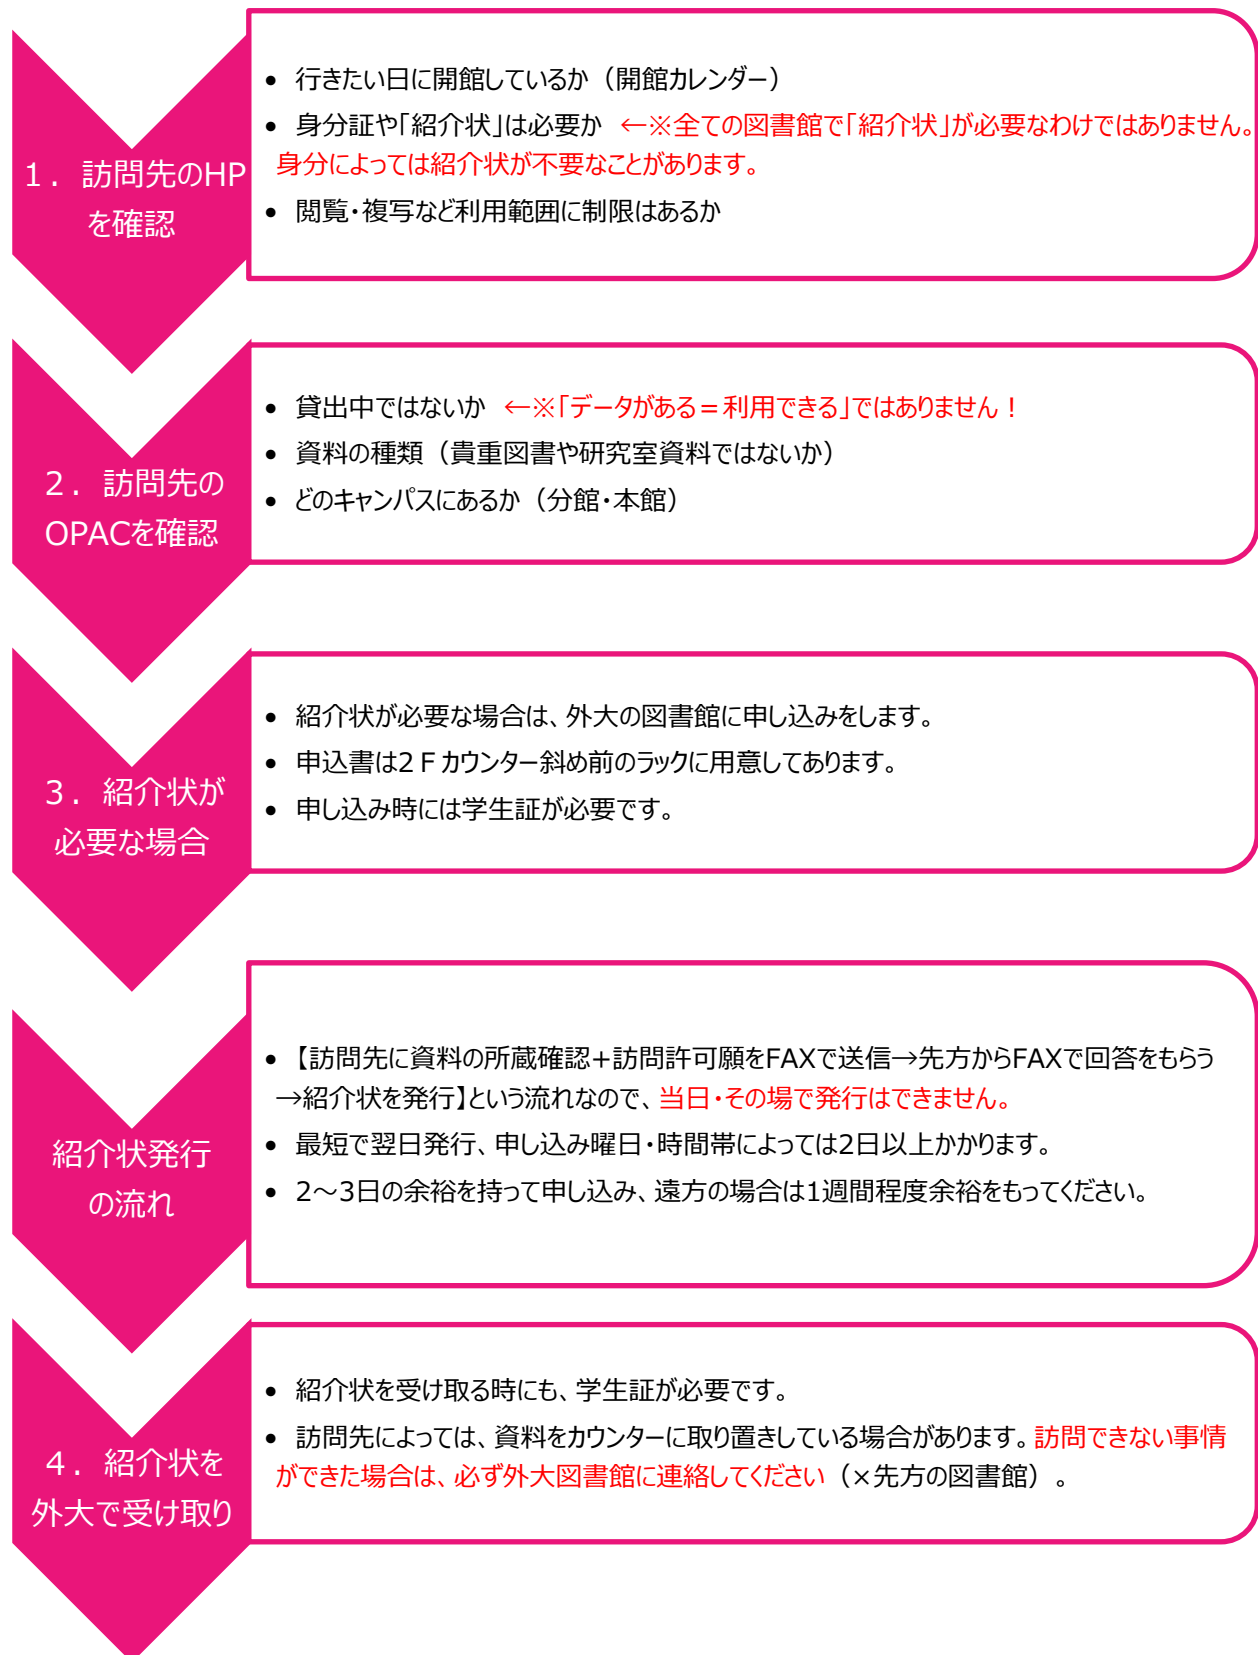 1．訪問先のHP
を確認
• 行きたい日に開館しているか（開館カレンダー）
• 身分証や「紹介状」は必要か ←※全ての図書館で「紹介状」が必要なわけではありません。
身分によっては紹介状が不要なことがあります。
• 閲覧・複写など利用範囲に制限はあるか
2．訪問先の
OPACを確認
• 貸出中ではないか ←※「データがある＝利用できる」ではありません！
• 資料の種類（貴重図書や研究室資料ではないか）
• どのキャンパスにあるか（分館・本館）
3．紹介状が
必要な場合
• 紹介状が必要な場合は、外大の図書館に申し込みをします。
• 申込書は2Ｆカウンター斜め前のラックに用意してあります。
• 申し込み時には学生証が必要です。
紹介状発行
の流れ
• 【訪問先に資料の所蔵確認+訪問許可願をFAXで送信→先方からFAXで回答をもらう
→紹介状を発行】という流れなので、当日・その場で発行はできません。
• 最短で翌日発行、申し込み曜日・時間帯によっては2日以上かかります。
• 2～3日の余裕を持って申し込み、遠方の場合は1週間程度余裕をもってください。
4．紹介状を
外大で受け取り
• 紹介状を受け取る時にも、学生証が必要です。
• 訪問先によっては、資料をカウンターに取り置きしている場合があります。訪問できない事情
ができた場合は、必ず外大図書館に連絡してください（×先方の図書館）。